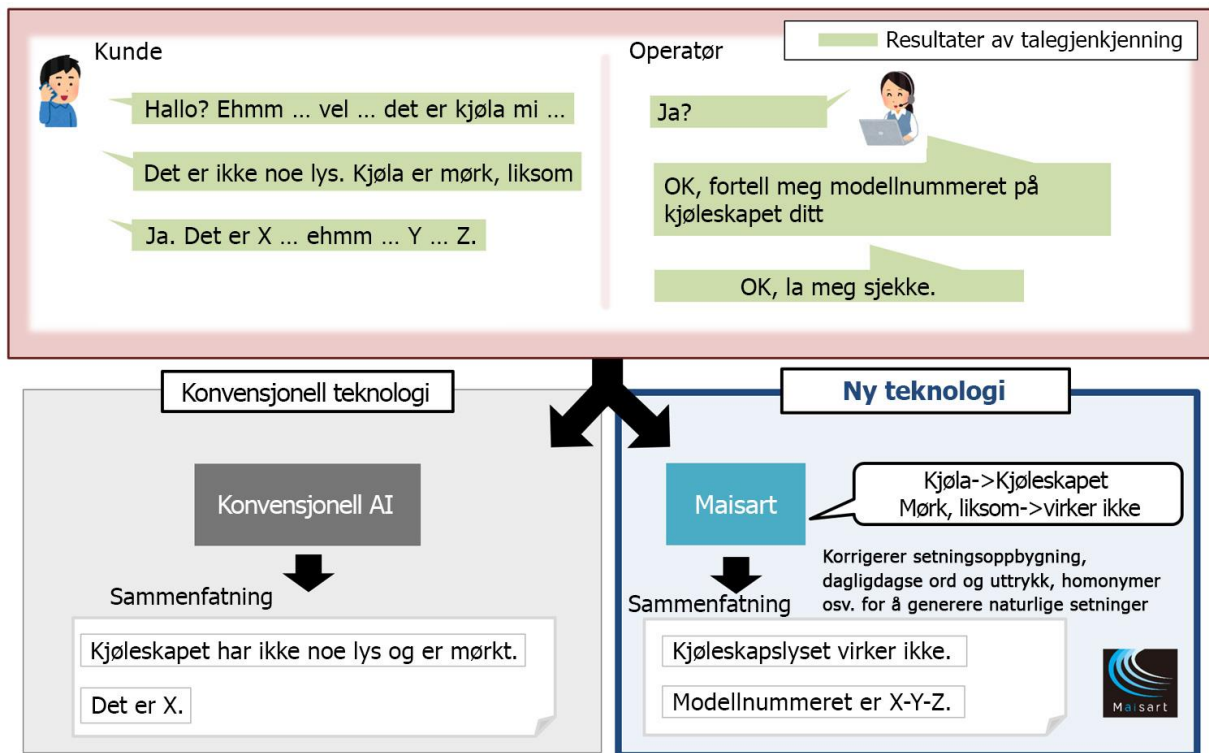 Kunde
Operatør
Resultater av talegjenkjenning
Hallo? Ehmm ... vel ... det er kjøla mi ...
Ja?
Det er ikke noe lys. Kjøla er mørk, liksom
OK, fortell meg modellnummeret på
kjøleskapet ditt
Ja. Det er X ... ehmm ... Y ... Z.
OK, la meg sjekke.
Konvensjonell teknologi
Konvensjonell AI
Sammenfatning
Kjøleskapet har ikke noe lys og er mørkt.
Det er X.
Ny teknologi
Maisart
Kjøla->Kjøleskapet
Mørk, liksom->virker ikke
Korrigerer setningsoppbygning,
dagligdagse ord og uttrykk, homonymer
osv. for å generere naturlige setninger
Sammenfatning
Kjøleskapslyset virker ikke.
Modellnummeret er X-Y-Z.
Maisart